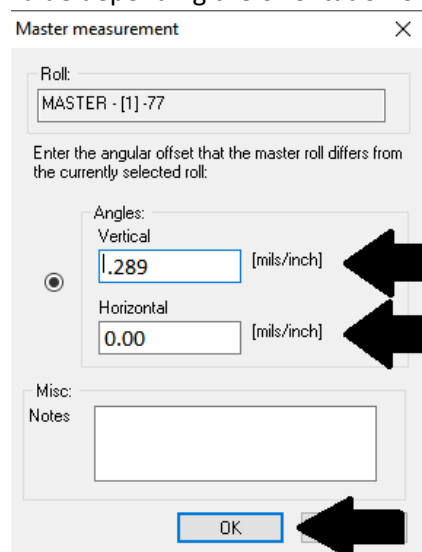 Master measurement
Roll:
MASTER - [1] -77
Enter the angular offset that the master roll differs from
the currently selected roll:
Angles:
Vertical
.289 [mils/inch]
Horizontal
0.00 [mils/inch]
Misc:
Notes
OK